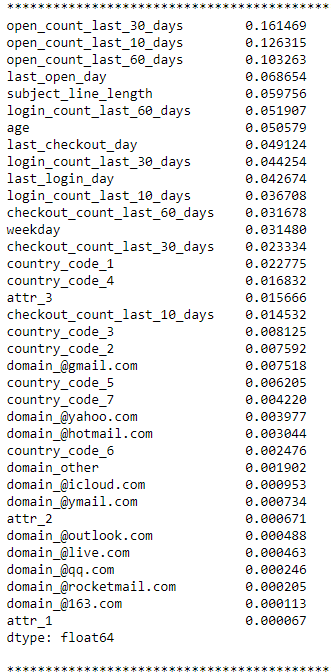 ******************************************
open_count_last_30_days 0.161469
open_count_last_10_days 0.126315
open_count_last_60_days 0.103263
last_open_day 0.068654
subject_line_length 0.059756
login_count_last_60_days 0.051907
age 0.050579
last_checkout_day 0.049124
login_count_last_30_days 0.044254
last_login_day 0.042674
login_count_last_10_days 0.036708
checkout_count_last_60_days 0.031678
weekday 0.031480
checkout_count_last_30_days 0.023334
country_code_1 0.022775
country_code_4 0.016832
attr_3 0.015666
checkout_count_last_10_days 0.014532
country_code_3 0.008125
country_code_2 0.007592
domain_@gmail.com 0.007518
country_code_5 0.006205
country_code_7 0.004220
domain_@yahoo.com 0.003977
domain_@hotmail.com 0.003044
country_code_6 0.002476
domain_other 0.001902
domain_@icloud.com 0.000953
domain_@ymail.com 0.000734
attr_2 0.000671
domain_@outlook.com 0.000488
domain_@live.com 0.000463
domain_@qq.com 0.000246
domain_@rocketmail.com 0.000205
domain_@163.com 0.000113
attr_1 0.000067
dtype: float64
******************************************